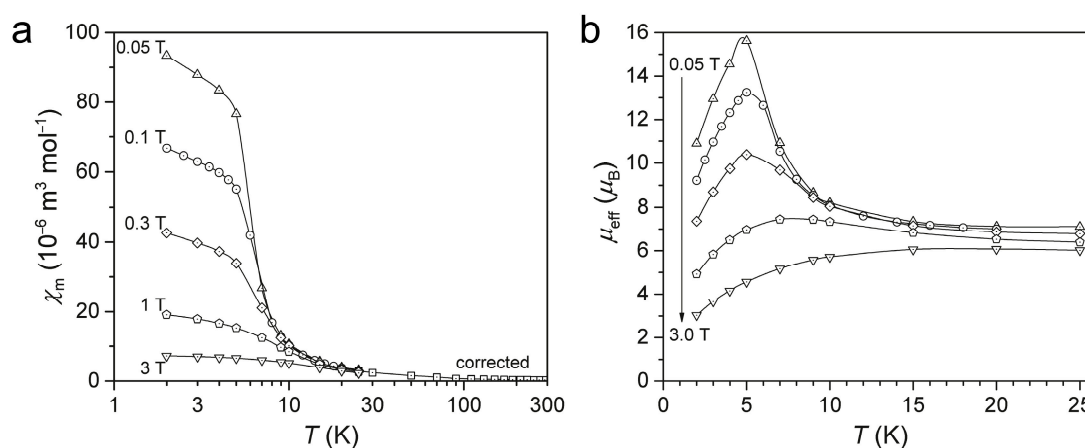 a
χm (10⁻⁶ m³ mol⁻¹)
100
80
60
40
20
0
0.05 T
0.1 T
0.3 T
1 T
3 T
corrected
1
3
10
30
100
300
T (K)
b
μeff (μB)
16
14
12
10
8
6
4
2
0
0.05 T
3.0 T
0
5
10
15
20
25
T (K)